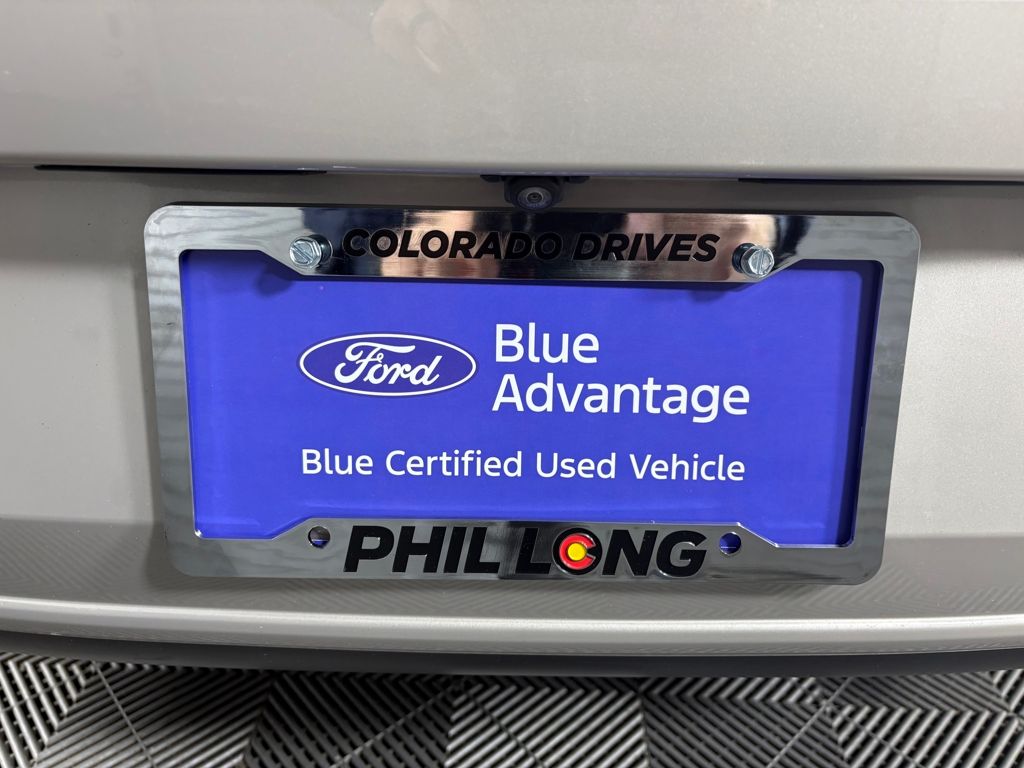 COLORADO DRIVES
Ford
Blue
Advantage
Blue Certified Used Vehicle
PHIL LONG